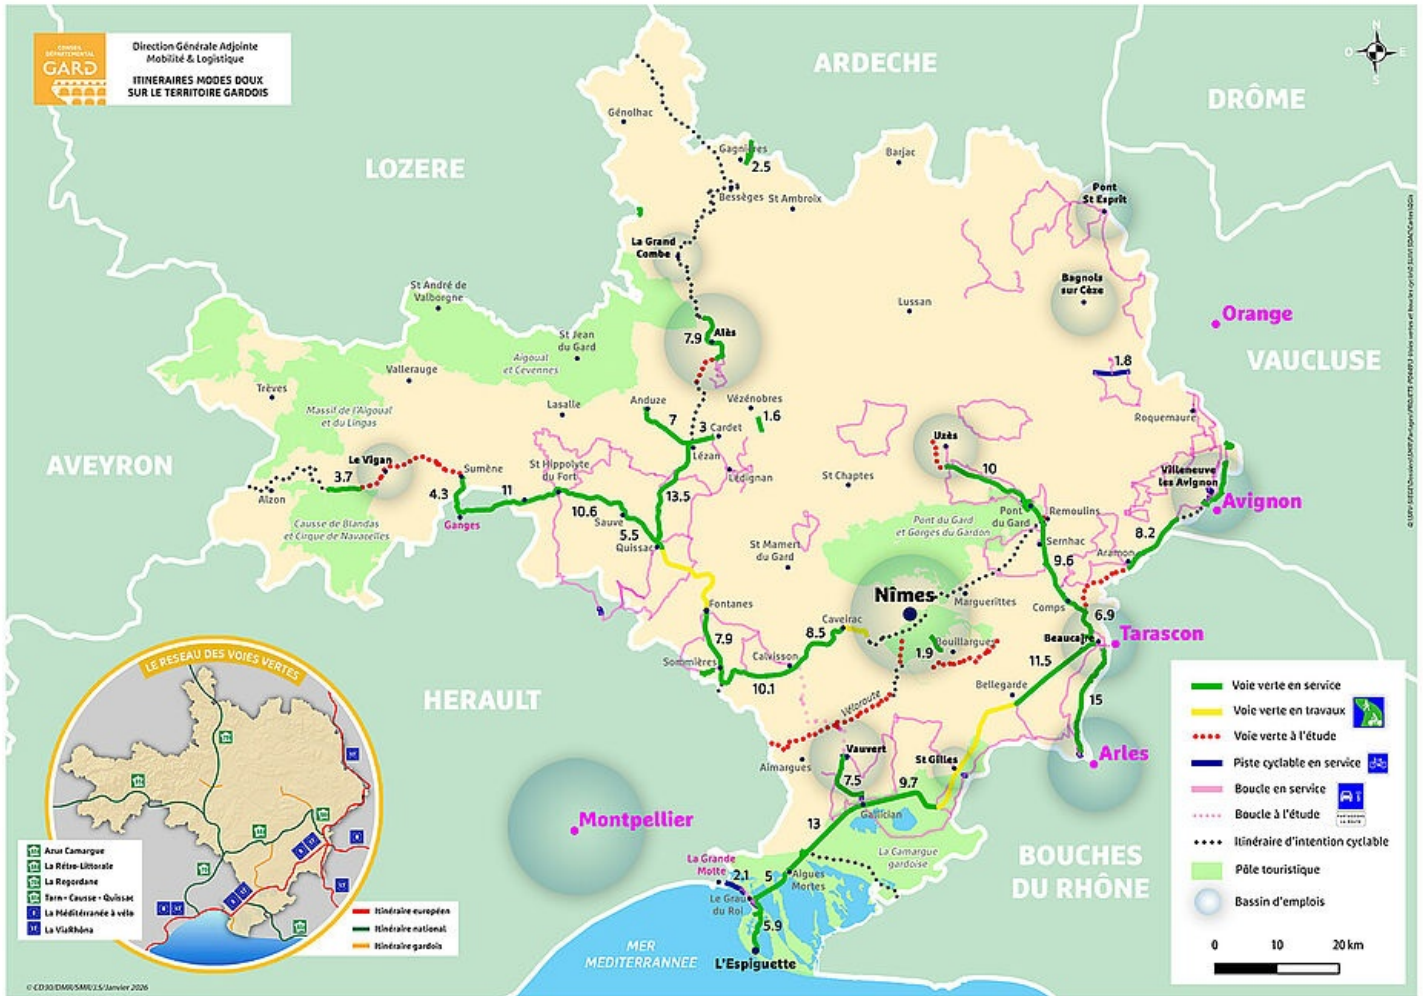 CONSEIL
DÉPARTEMENTAL
GARD
Direction Générale Adjointe
Mobilité & Logistique
ITINERAIRES MODES DOUX
SUR LE TERRITOIRE GARDOIS
N
O
E
S
ARDECHE
DRÔME
LOZERE
Génolhac
Gagnières
2.5
Barjac
Bessèges
St Ambroix
Pont
St Esprit
La Grand
Combe
Bagnols
sur Cèze
St André de
Valborgne
Lussan
Orange
St Jean
du Gard
7.9
Alès
Aigoual
et Cevennes
VAUCLUSE
1.8
Valleraugue
Trèves
Massif de l'Aigoual
et du Lingas
Lasalle
Anduze
7
3
Cardet
Vézénobres
1.6
Roquemaure
Uzès
AVEYRON
Le Vigan
3.7
Alzon
Sumène
St Hippolyte
du Fort
Lézan
Lédignan
St Chaptes
10
Villeneuve
les Avignon
Avignon
4.3
11
10.6
13.5
Ganges
Sauve
5.5
Quissac
Causse de Blandas
et Cirque de Navacelles
Pont du Gard
et Gorges du Gardon
Pont
du Gard
Remoulins
Sernhac
8.2
Aramon
9.6
St Mamert
du Gard
Nîmes
Marguerittes
Comps
6.9
Fontanes
Caveirac
8.5
7.9
Beaucaire
Tarascon
Bouillargues
1.9
11.5
Sommières
Calvisson
10.1
Bellegarde
15
Véloroute
HERAULT
Vauvert
St Gilles
Arles
Aimargues
7.5
9.7
Gallician
Montpellier
13
La Camargue
gardoise
BOUCHES
DU RHÔNE
La Grande
Motte
2.1
5
Aigues
Mortes
Le Grau
du Roi
5.9
MER
MEDITERRANNEE
L'Espiguette
LE RESEAU DES VOIES VERTES
Azur Camargue
La Rétro-Littorale
La Regordane
Tarn - Causse - Quissac
La Méditérranée à vélo
La ViaRhôna
Itinéraire européen
Itinéraire national
Itinéraire gardois
Voie verte en service
Voie verte en travaux
Voie verte à l'étude
Piste cyclable en service
Boucle en service
Boucle à l'étude
Itinéraire d'intention cyclable
Pôle touristique
Bassin d'emplois
0
10
20 km
© CD30/DMR/SMR/J.S/Janvier 2026